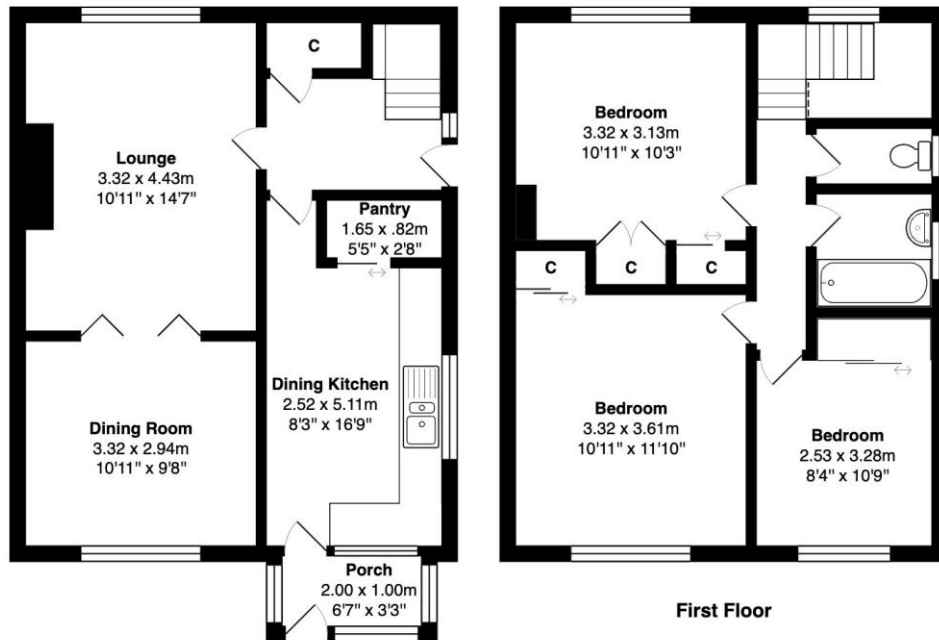 C
Lounge
3.32 x 4.43m
10'11" x 14'7"
Pantry
1.65 x .82m
5'5" x 2'8"
Dining Kitchen
2.52 x 5.11m
8'3" x 16'9"
Dining Room
3.32 x 2.94m
10'11" x 9'8"
Porch
2.00 x 1.00m
6'7" x 3'3"
Bedroom
3.32 x 3.13m
10'11" x 10'3"
C
C
C
Bedroom
3.32 x 3.61m
10'11" x 11'10"
Bedroom
2.53 x 3.28m
8'4" x 10'9"
First Floor